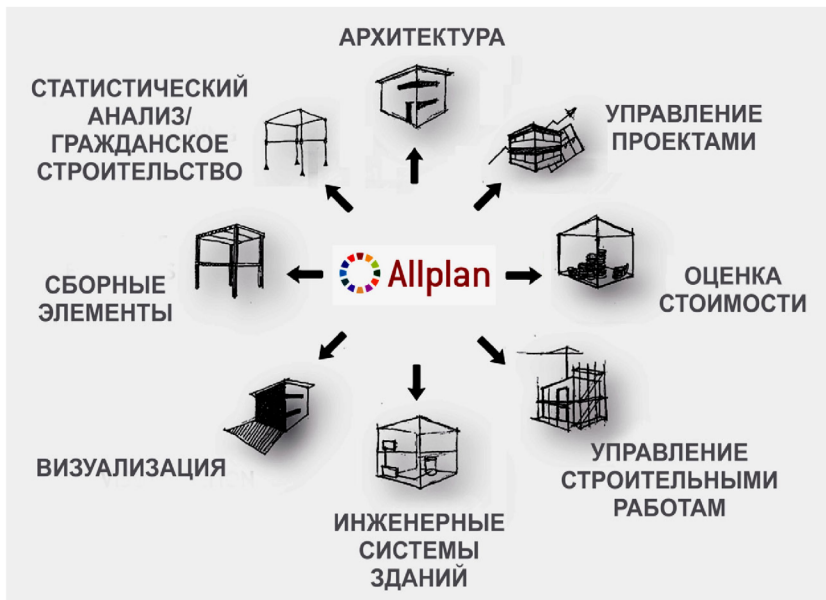 АРХИТЕКТУРА
СТАТИСТИЧЕСКИЙ
АНАЛИЗ/
ГРАЖДАНСКОЕ
СТРОИТЕЛЬСТВО
УПРАВЛЕНИЕ
ПРОЕКТАМИ
СБОРНЫЕ
ЭЛЕМЕНТЫ
Allplan
ОЦЕНКА
СТОИМОСТИ
ВИЗУАЛИЗАЦИЯ
УПРАВЛЕНИЕ
СТРОИТЕЛЬНЫМИ
РАБОТАМ
ИНЖЕНЕРНЫЕ
СИСТЕМЫ
ЗДАНИЙ